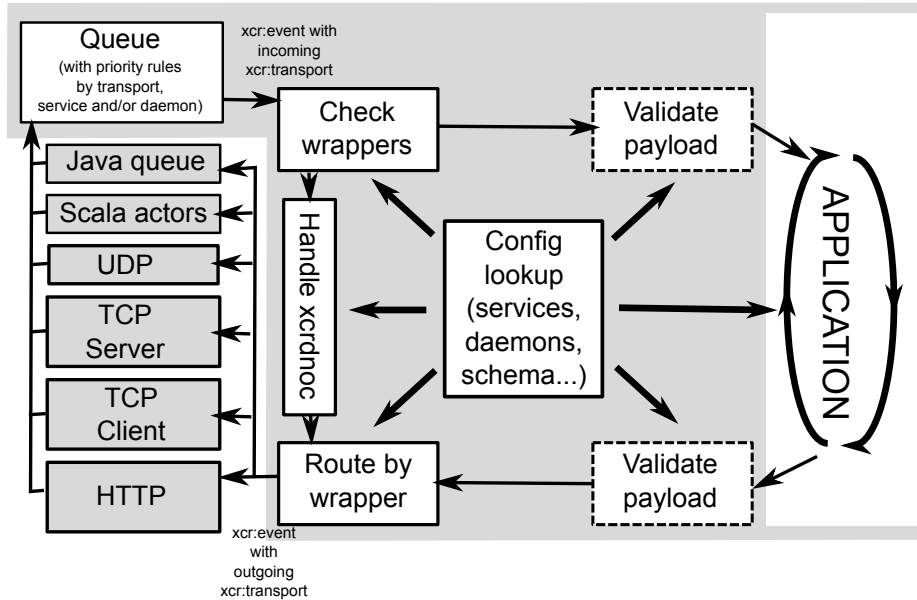 Queue
(with priority rules
by transport,
service and/or daemon)
xcr:event with
incoming
xcr:transport
Check
wrappers
Validate
payload
Java queue
Scala actors
UDP
TCP
Server
TCP
Client
HTTP
Handle xcrdnoc
Config
lookup
(services,
daemons,
schema...)
APPLICATION
Route by
wrapper
Validate
payload
xcr:event
with
outgoing
xcr:transport